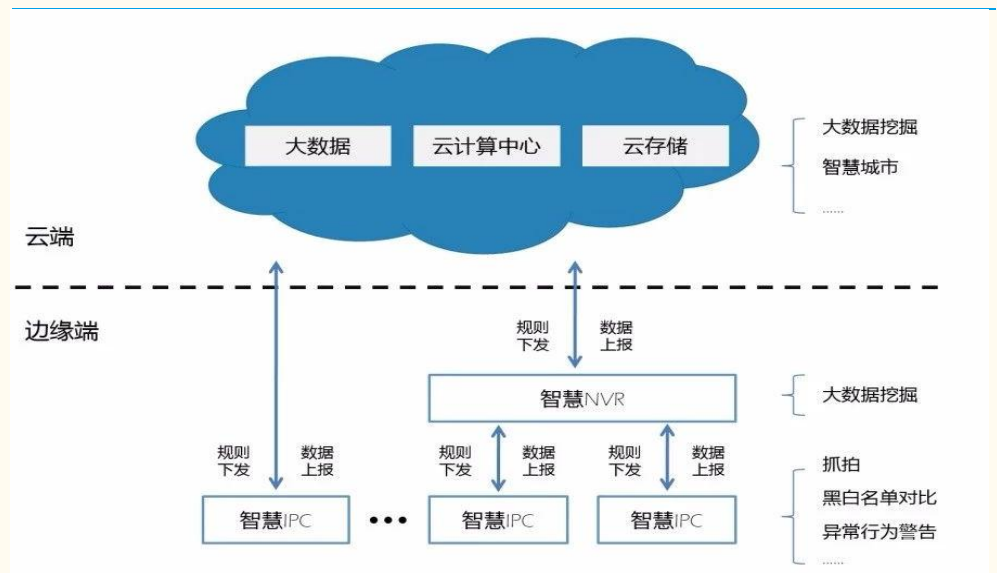 大数据
云计算中心
云存储
大数据挖掘
智慧城市
......
云端
边缘端
规则
下发
数据
上报
智慧NVR
大数据挖掘
规则
下发
数据
上报
规则
下发
数据
上报
规则
下发
数据
上报
智慧IPC
•••
智慧IPC
智慧IPC
抓拍
黑白名单对比
异常行为警告
......